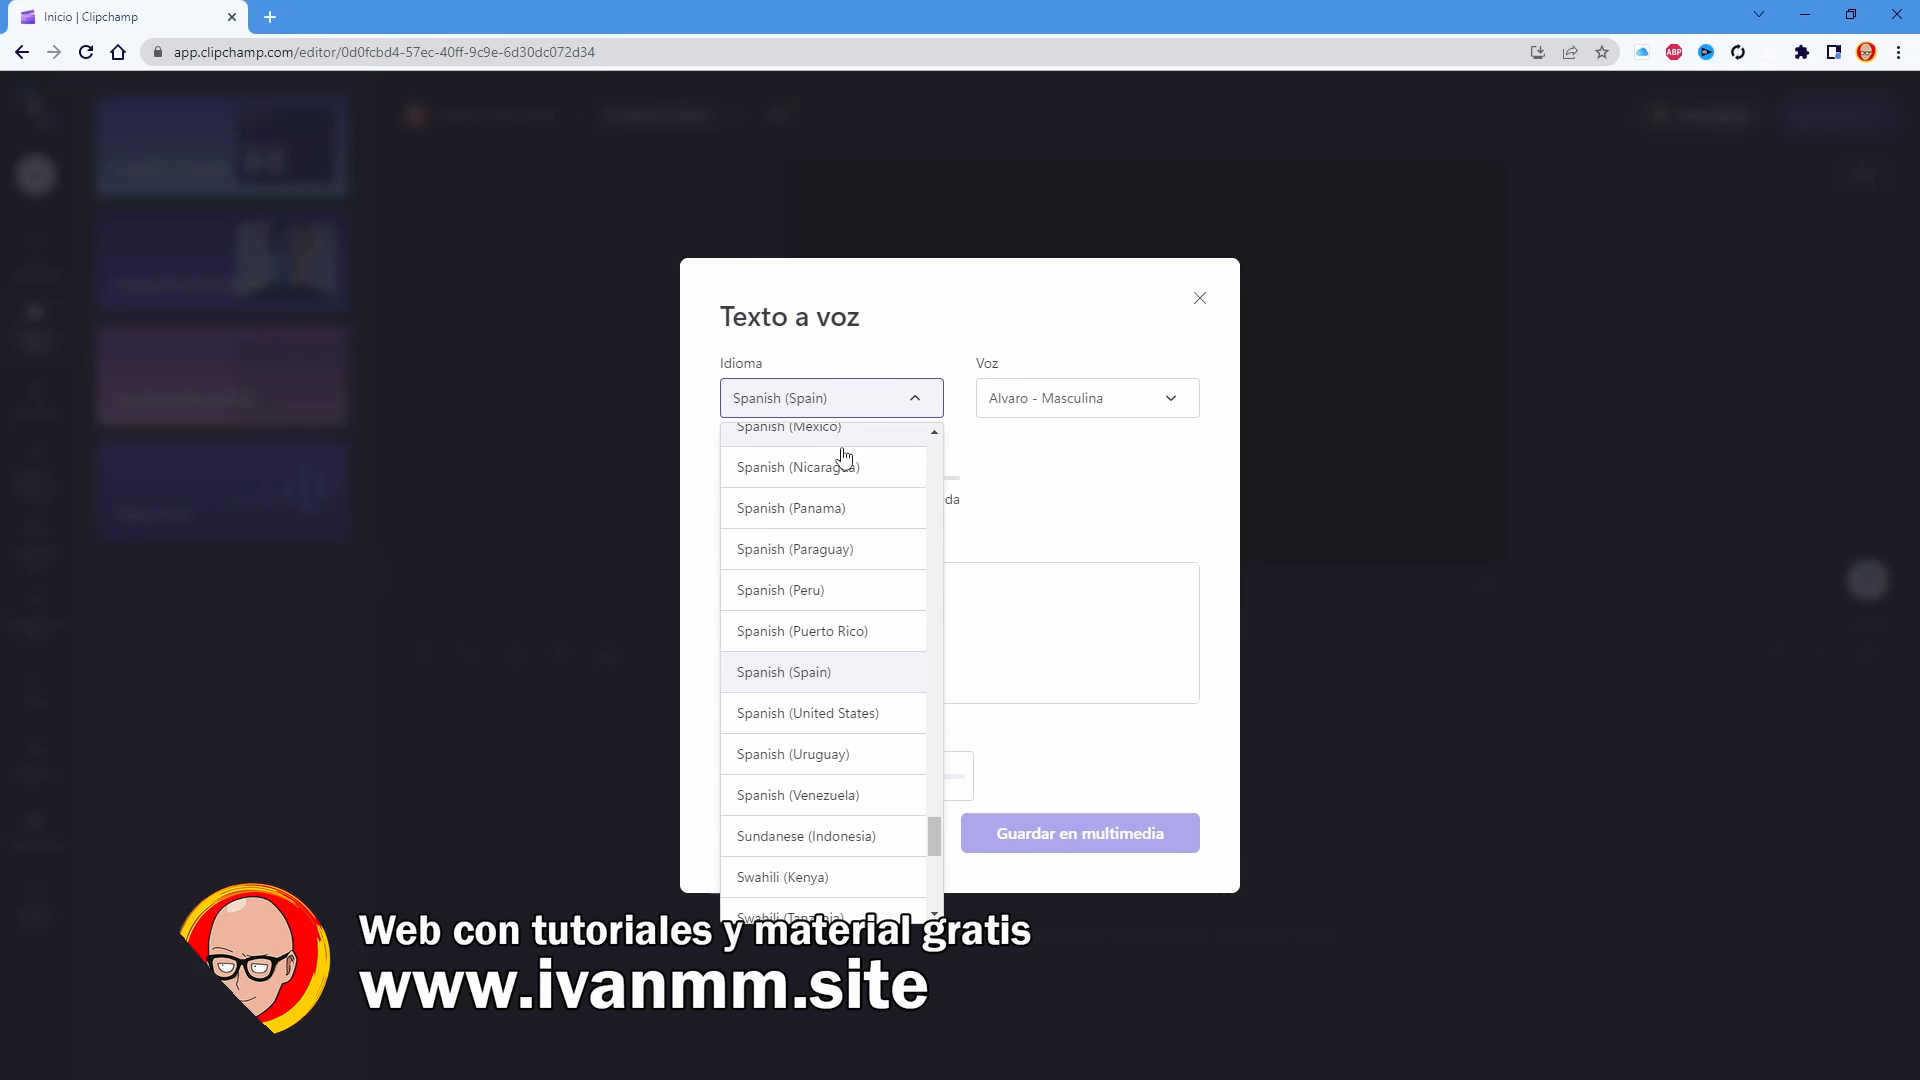 Inicio | Clipchamp
app.clipchamp.com/editor/0d0fcbd4-57ec-40ff-9c9e-6d30dc072d34
ABP
Texto a voz
Idioma
Voz
Spanish (Spain)
Alvaro - Masculina
Spanish (Mexico)
Spanish (Nicaragua)
da
Spanish (Panama)
Spanish (Paraguay)
Spanish (Peru)
Spanish (Puerto Rico)
Spanish (Spain)
Spanish (United States)
Spanish (Uruguay)
Spanish (Venezuela)
Sundanese (Indonesia)
Guardar en multimedia
Swahili (Kenya)
Swahili (Tanzania)
Web con tutoriales y material gratis
www.ivanmm.site